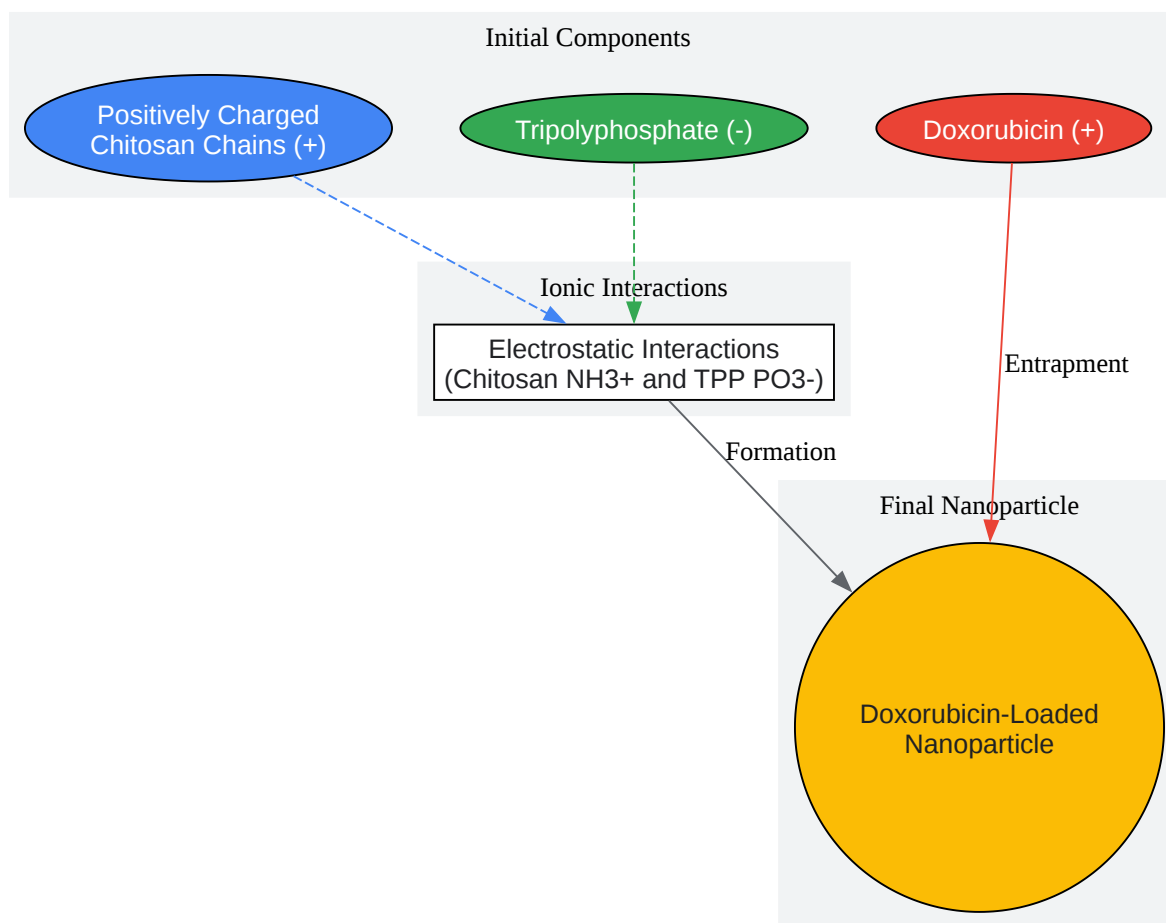 Initial Components
Positively Charged
Chitosan Chains (+)
Tripolyphosphate (-)
Doxorubicin (+)
Ionic Interactions
Electrostatic Interactions
(Chitosan NH3+ and TPP PO3-)
Entrapment
Formation
Final Nanoparticle
Doxorubicin-Loaded
Nanoparticle